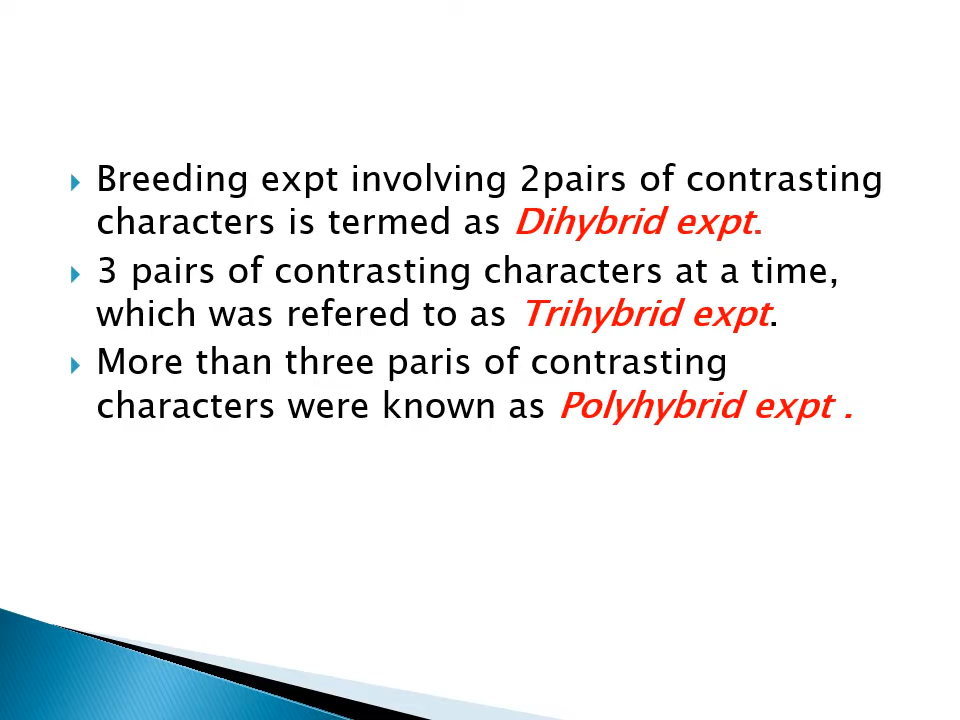 Breeding expt involving 2pairs of contrasting
characters is termed as Dihybrid expt.
3 pairs of contrasting characters at a time,
which was refered to as Trihybrid expt.
More than three paris of contrasting
characters were known as Polyhybrid expt .